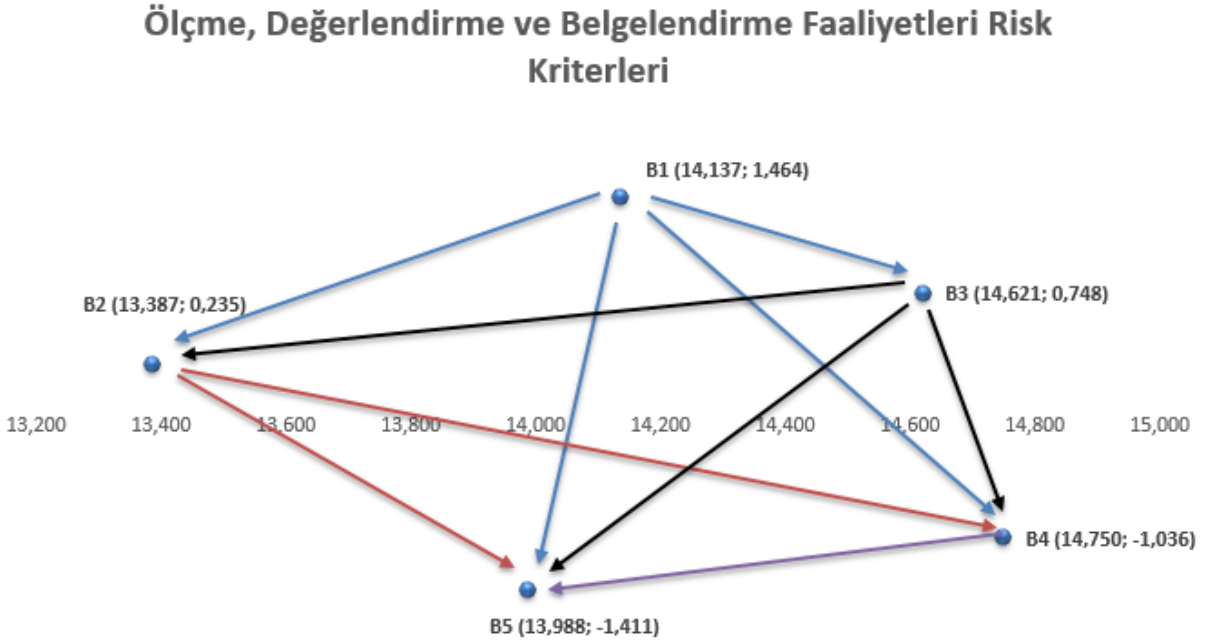 Ölçme, Değerlendirme ve Belgelendirme Faaliyetleri Risk
Kriterleri
B1 (14,137; 1,464)
B3 (14,621; 0,748)
B2 (13,387; 0,235)
13,200 13,400 13,600 13,800 14,000 14,200 14,400 14,600 14,800 15,000
B4 (14,750; -1,036)
B5 (13,988; -1,411)